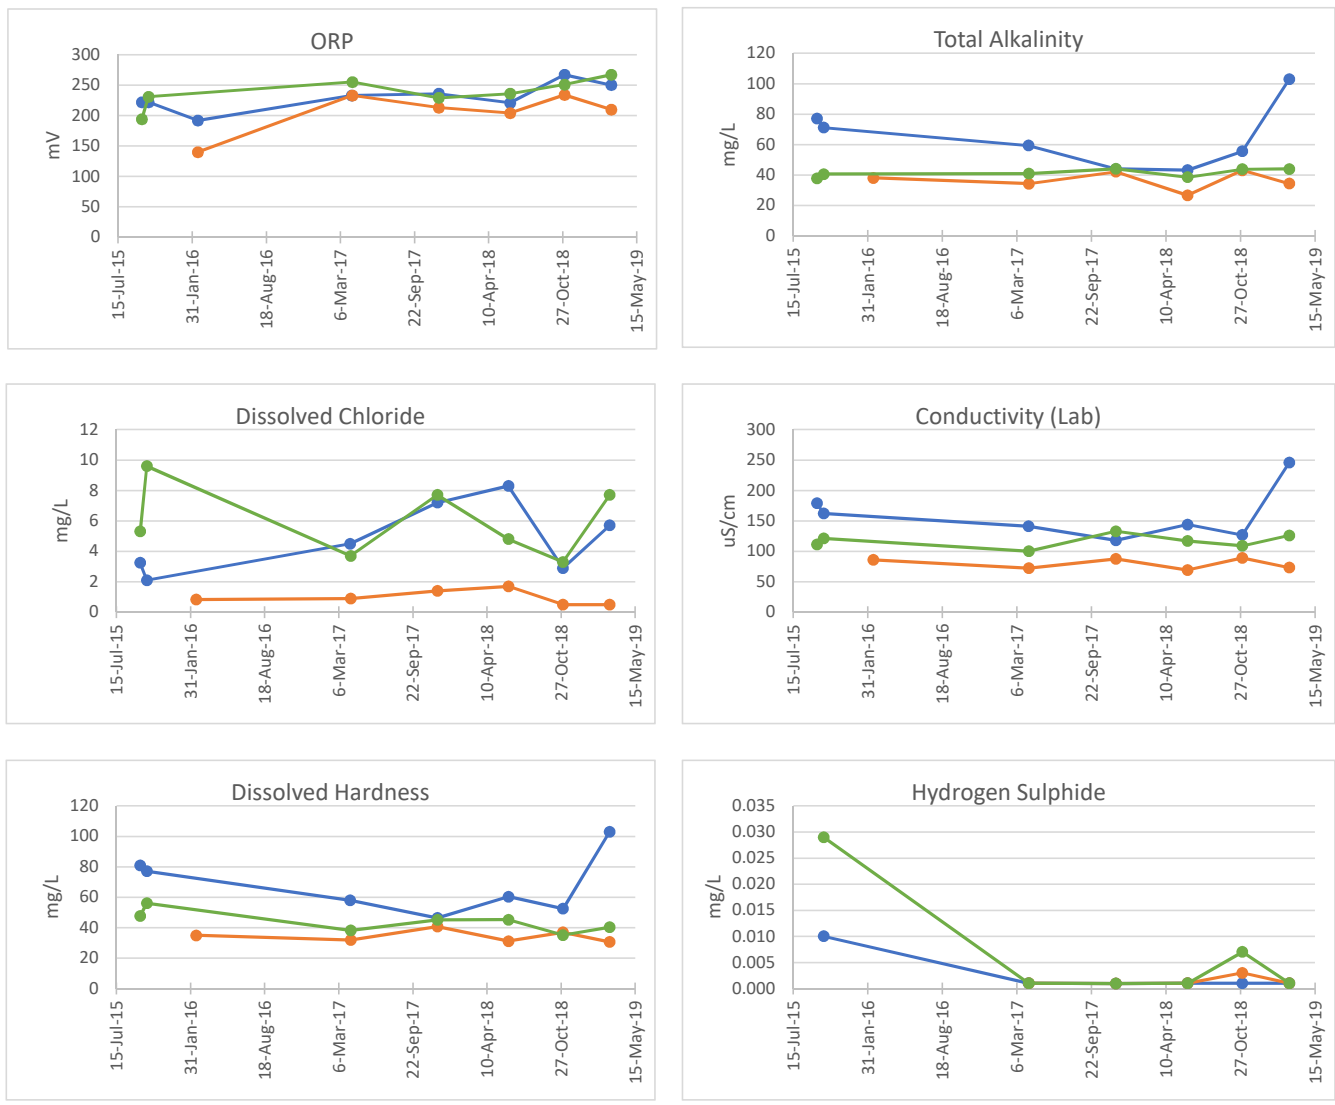 ORP
300
250
200
150
100
50
0
mV
15-Jul-15
31-Jan-16
18-Aug-16
6-Mar-17
22-Sep-17
10-Apr-18
27-Oct-18
15-May-19
Total Alkalinity
120
100
80
60
40
20
0
mg/L
15-Jul-15
31-Jan-16
18-Aug-16
6-Mar-17
22-Sep-17
10-Apr-18
27-Oct-18
15-May-19
Dissolved Chloride
12
10
8
6
4
2
0
mg/L
15-Jul-15
31-Jan-16
18-Aug-16
6-Mar-17
22-Sep-17
10-Apr-18
27-Oct-18
15-May-19
Conductivity (Lab)
300
250
200
150
100
50
0
uS/cm
15-Jul-15
31-Jan-16
18-Aug-16
6-Mar-17
22-Sep-17
10-Apr-18
27-Oct-18
15-May-19
Dissolved Hardness
120
100
80
60
40
20
0
mg/L
15-Jul-15
31-Jan-16
18-Aug-16
6-Mar-17
22-Sep-17
10-Apr-18
27-Oct-18
15-May-19
Hydrogen Sulphide
0.035
0.030
0.025
0.020
0.015
0.010
0.005
0.000
mg/L
15-Jul-15
31-Jan-16
18-Aug-16
6-Mar-17
22-Sep-17
10-Apr-18
27-Oct-18
15-May-19